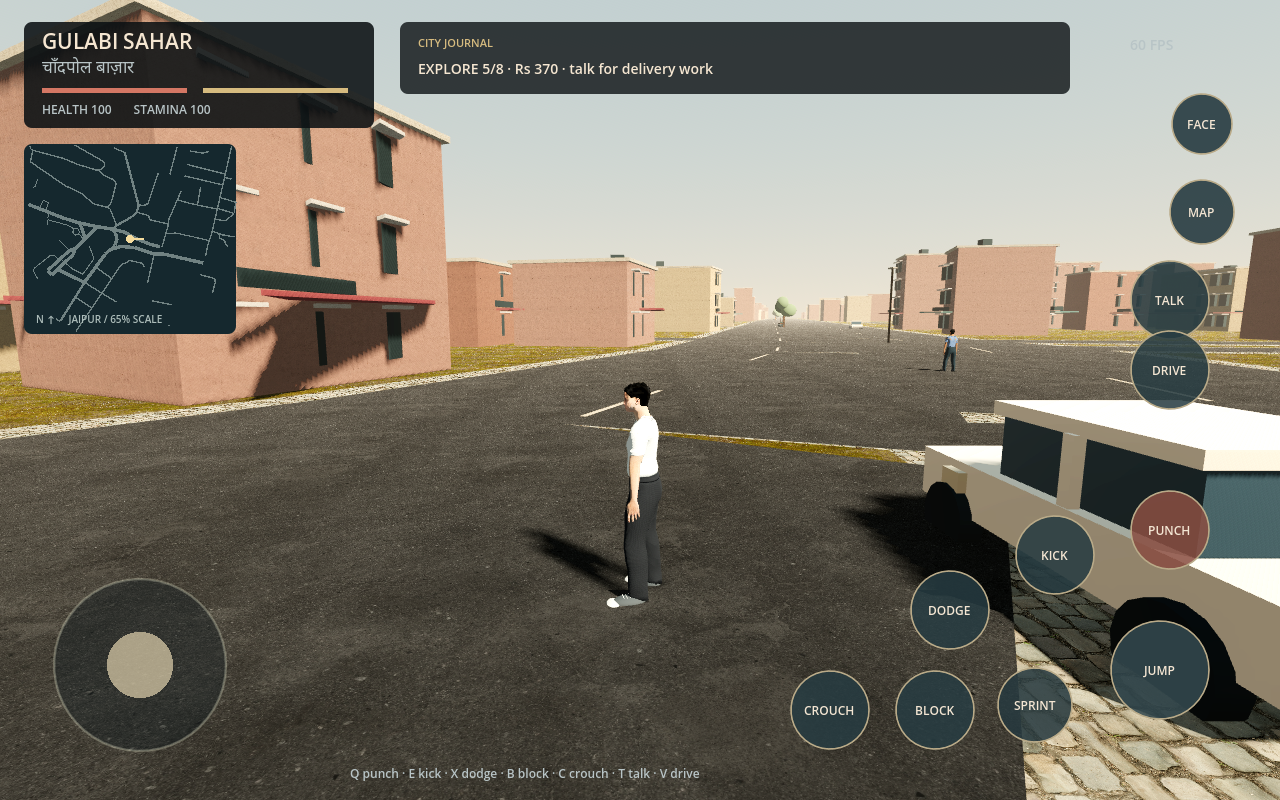 GULABI SAHAR
चाँदपोल बाज़ार
HEALTH 100 STAMINA 100
CITY JOURNAL
EXPLORE 5/8 · Rs 370 · talk for delivery work
60 FPS
FACE
MAP
N ↑ JAIPUR / 65% SCALE
TALK
DRIVE
PUNCH
KICK
DODGE
JUMP
CROUCH
BLOCK
SPRINT
Q punch · E kick · X dodge · B block · C crouch · T talk · V drive